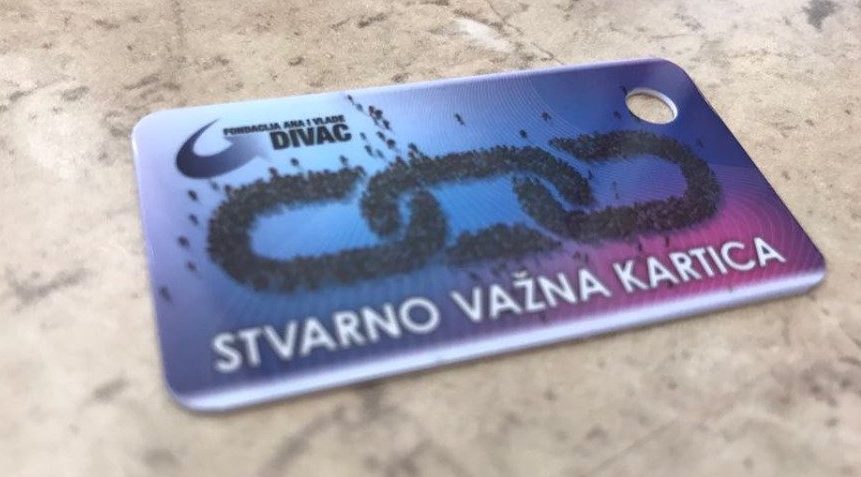 FONDACIJA ANA I VLADE
DIVAC
STVARNO VAŽNA KARTICA